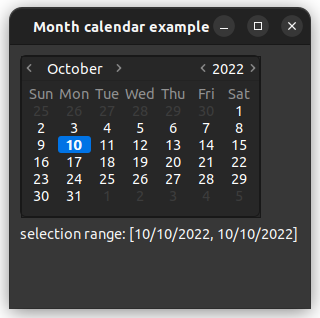 Month calendar example
October 2022
Sun Mon Tue Wed Thu Fri Sat
25 26 27 28 29 30 1
2 3 4 5 6 7 8
9 10 11 12 13 14 15
16 17 18 19 20 21 22
23 24 25 26 27 28 29
30 31 1 2 3 4 5
selection range: [10/10/2022, 10/10/2022]